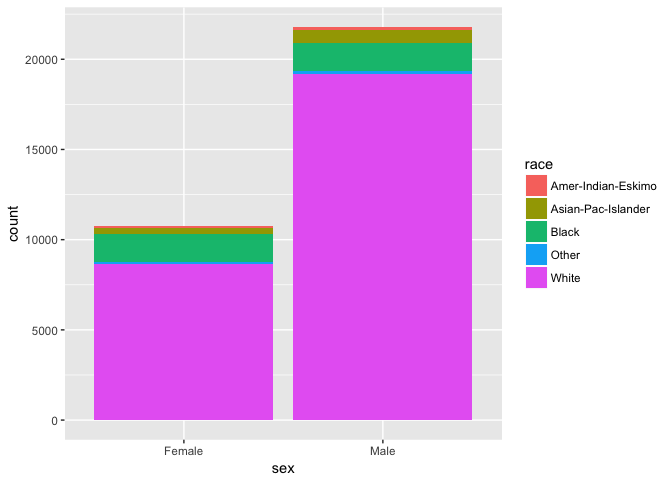 20000
15000
10000
5000
0
count
Female
Male
sex
race
Amer-Indian-Eskimo
Asian-Pac-Islander
Black
Other
White